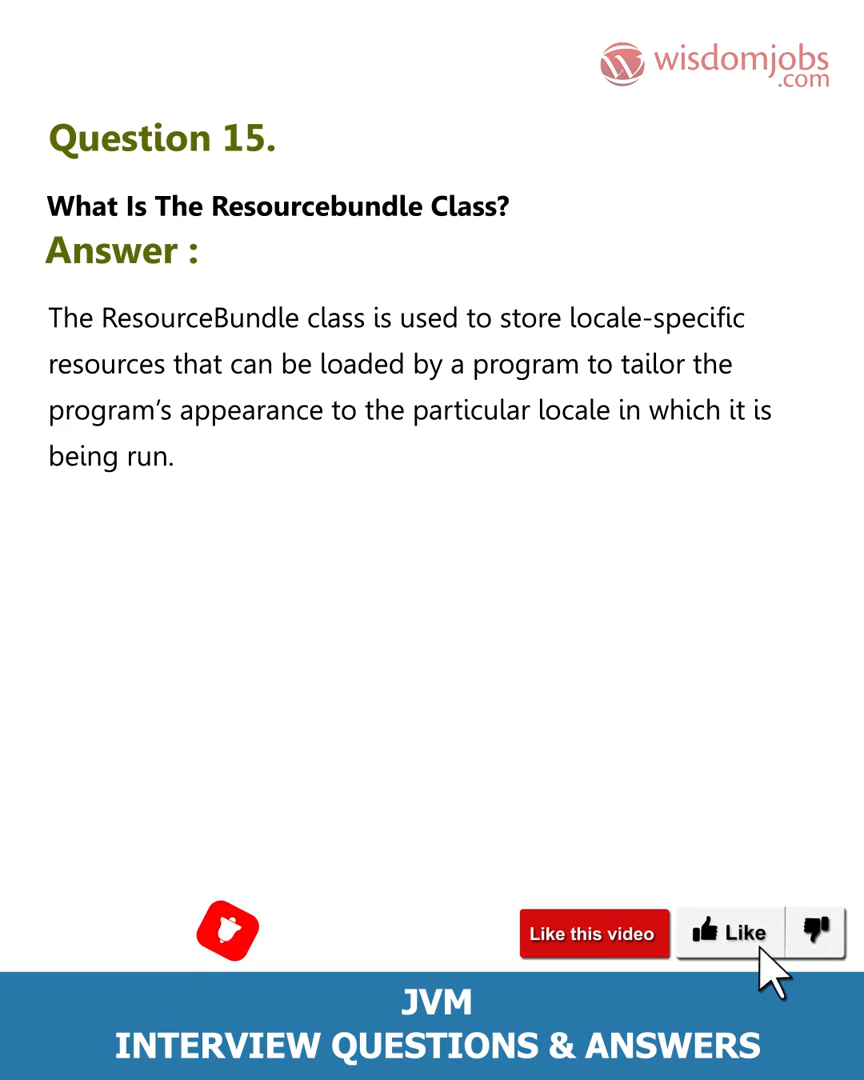 wisdomjobs
.com
Question 15.
What Is The Resourcebundle Class?
Answer :
The ResourceBundle class is used to store locale-specific
resources that can be loaded by a program to tailor the
program’s appearance to the particular locale in which it is
being run.
Like this video
Like
JVM
INTERVIEW QUESTIONS & ANSWERS